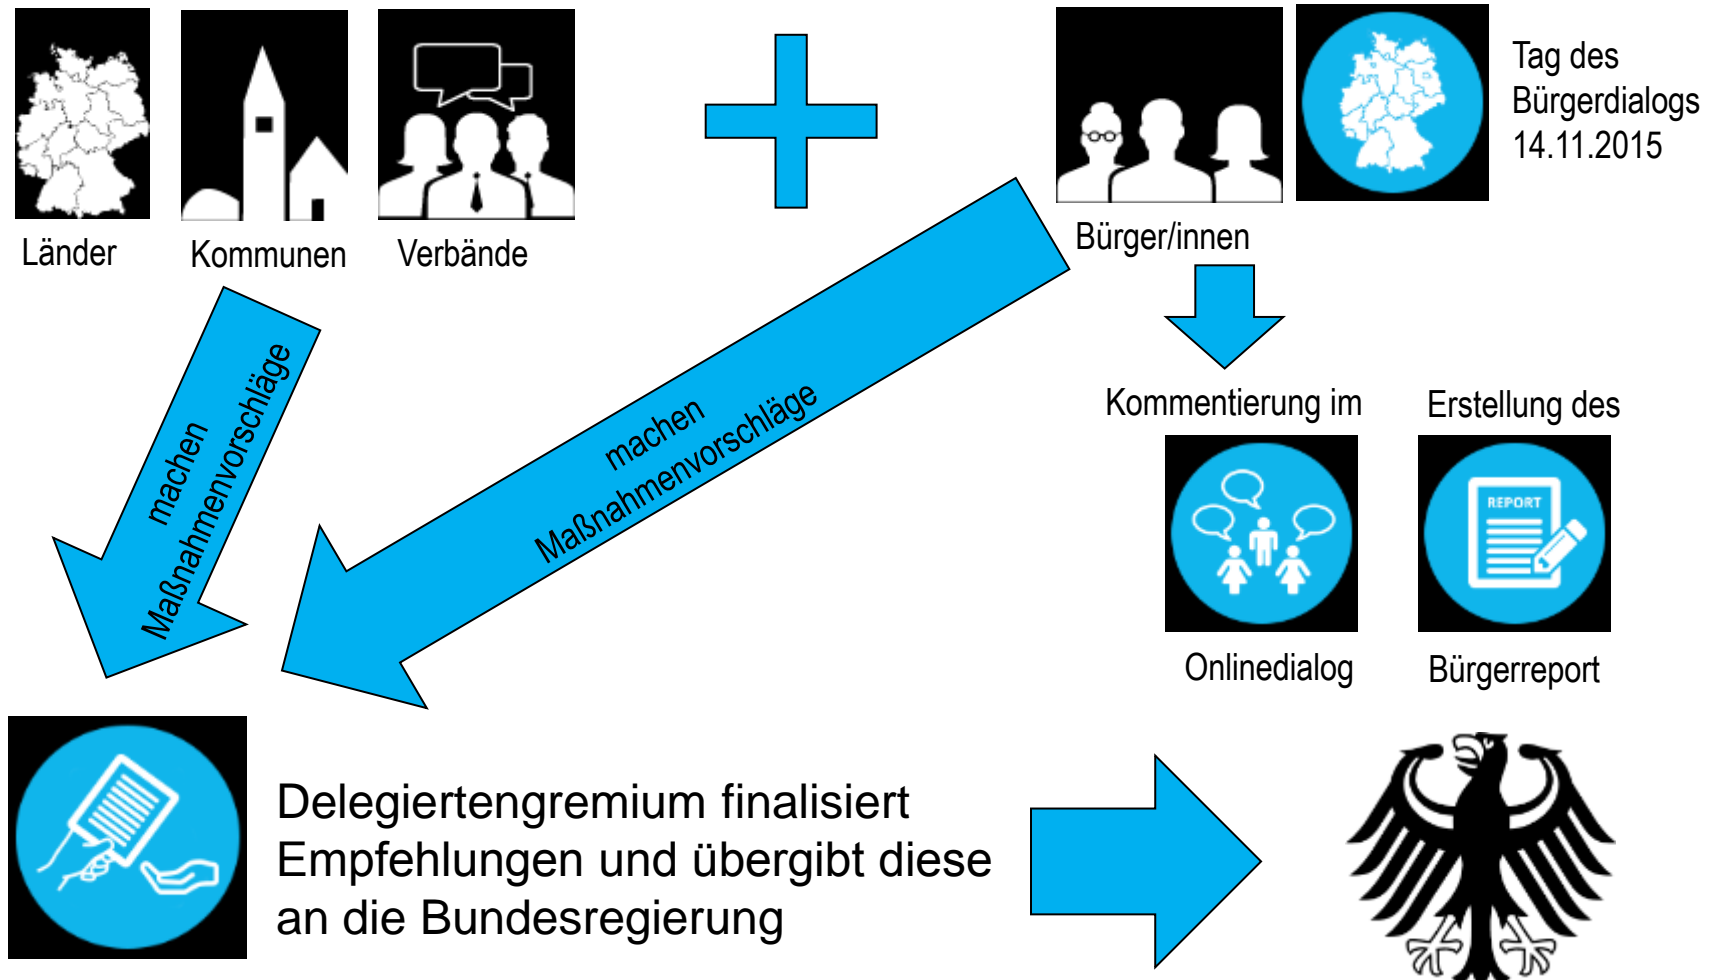 Tag des
Bürgerdialogs
14.11.2015
Länder
Kommunen
Verbände
Bürger/innen
machen
Maßnahmenvorschläge
machen
Maßnahmenvorschläge
Kommentierung im
Erstellung des
REPORT
Onlinedialog
Bürgerreport
Delegiertengremium finalisiert
Empfehlungen und übergibt diese
an die Bundesregierung